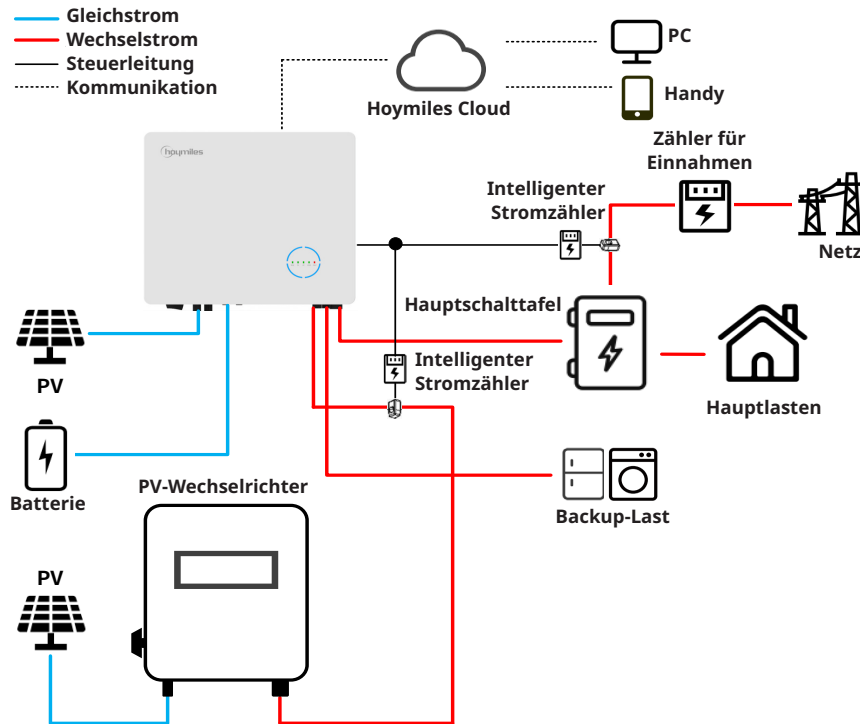 Gleichstrom
Wechselstrom
Steuerleitung
Kommunikation
Hoymiles Cloud
PC
Handy
Zähler für
Einnahmen
hoymiles
Intelligenter
Stromzähler
Netz
Hauptschalttafel
PV
Intelligenter
Stromzähler
Hauptlasten
Batterie
PV-Wechselrichter
Backup-Last
PV